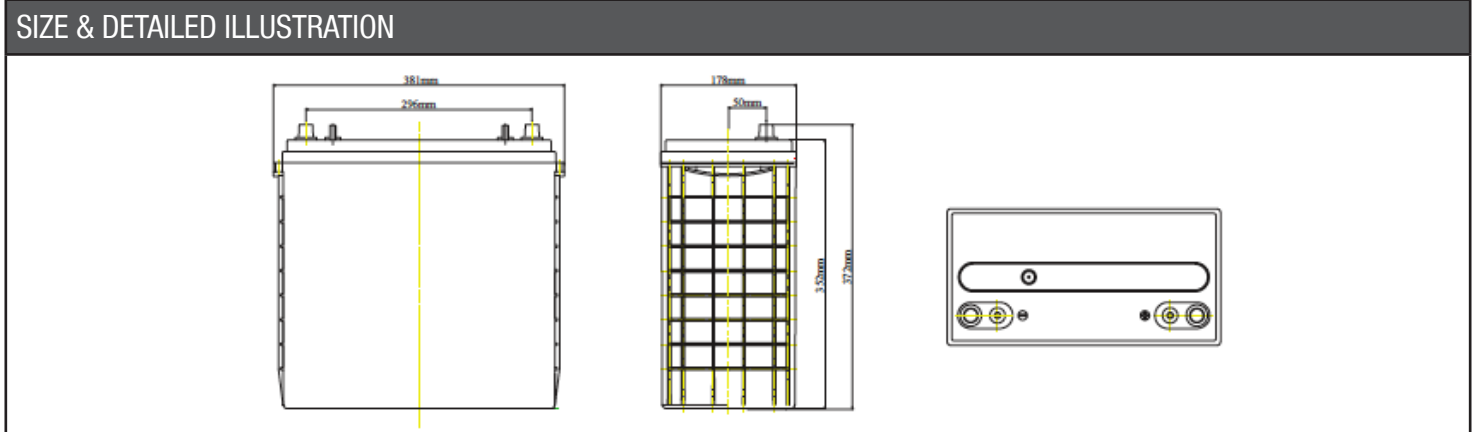 SIZE & DETAILED ILLUSTRATION
381mm
296mm
178mm
50mm
352mm
372mm